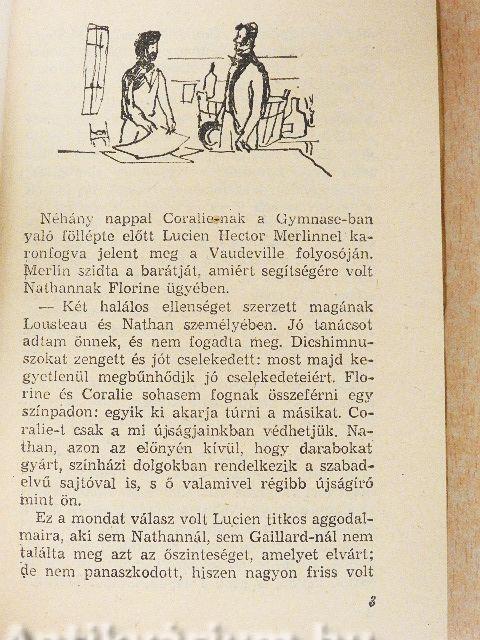 Néhány nappal Coralie-nak a Gymnase-ban
való föllépte előtt Lucien Hector Merlinnel ka-
ronfogva jelent meg a Vaudeville folyosóján.
Merlin szidta a barátját, amiért segítségére volt
Nathannak Florine ügyében.
— Két halálos ellenséget szerzett magának
Lousteau és Nathan személyében. Jó tanácsot
adtam önnek, és nem fogadta meg. Dicshimnu-
szokat zengett és jót cselekedett: most majd ke-
gyetlenül megbűnhődik jó cselekedeteiért. Flo-
rine és Coralie sohasem fognak összeférni egy
színpadon: egyik ki akarja túrni a másikat. Co-
ralie-t csak a mi újságjainkban védhetjük. Na-
than, azon az előnyén kívül, hogy darabokat
gyárt, színházi dolgokban rendelkezik a szabad-
elvű sajtóval is, s ő valamivel régibb újságíró
mint ön.
Ez a mondat válasz volt Lucien titkos aggodal-
maira, aki sem Nathannál, sem Gaillard-nál nem
találta meg azt az őszinteséget, amelyet elvárt;
de nem panaszkodott, hiszen nagyon friss volt
3